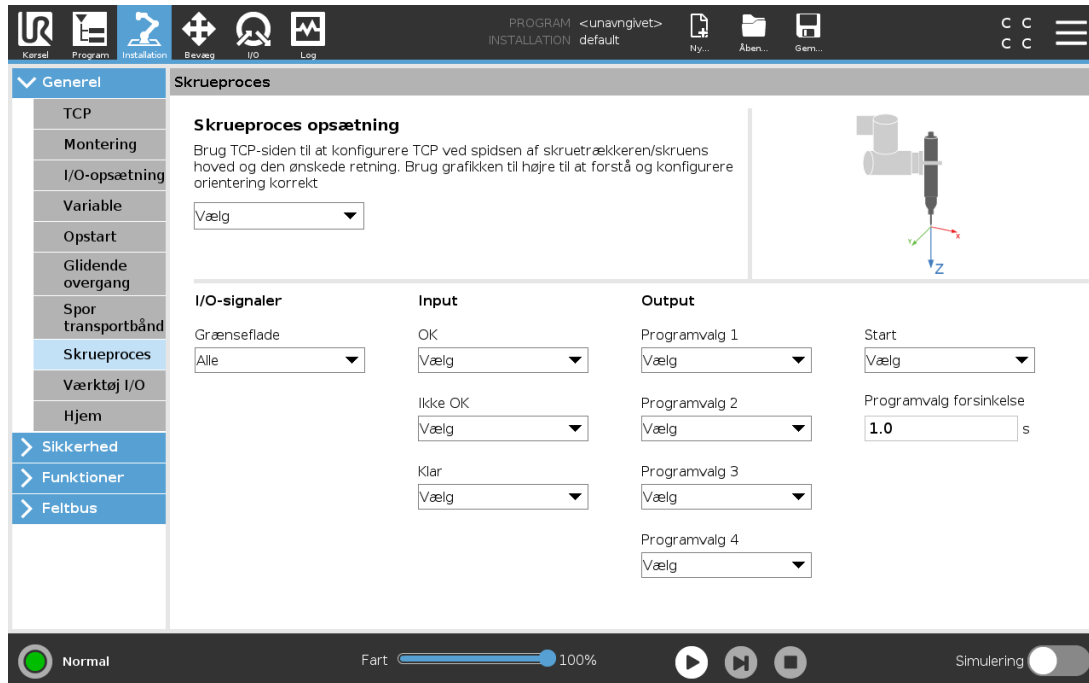 PROGRAM <unavngivet>
INSTALLATION default
C C
C C
Kørsel Program Installation Bevæg I/O Log Ny... Åben... Gem...
Generel
TCP
Montering
I/O-opsætning
Variable
Opstart
Glidende
overgang
Spor
transportbånd
Skrueproces
Værktøj I/O
Hjem
Sikkerhed
Funktioner
Feltbus
Skrueproces
Skrueproces opsætning
Brug TCP-siden til at konfigurere TCP ved spidsen af skruetrækkeren/skruens
hoved og den ønskede retning. Brug grafikken til højre til at forstå og konfigurere
orientering korrekt
Vælg
Y X
Z
I/O-signaler Input Output
Grænseflade OK Programvalg 1 Start
Alle Vælg Vælg Vælg
Ikke OK Programvalg 2 Programvalg forsinkelse
Vælg Vælg 1.0 s
Klar Programvalg 3
Vælg Vælg
Programvalg 4
Vælg
Normal Fart 100% Simulering